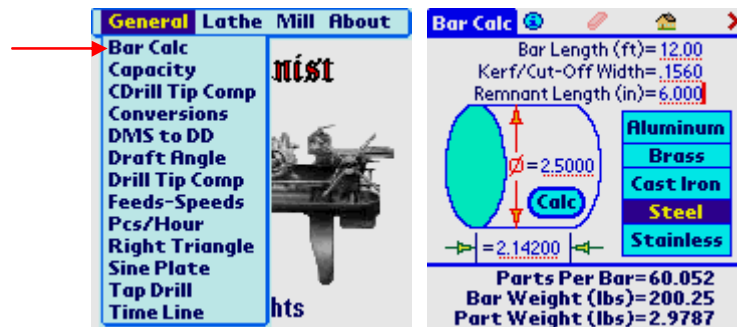 General Lathe Mill About
Bar Calc
Capacity
CDrill Tip Comp
Conversions
DMS to DD
Draft Angle
Drill Tip Comp
Feeds-Speeds
Pcs/Hour
Right Triangle
Sine Plate
Tap Drill
Time Line
nist
hts
Bar Calc
Bar Length (ft)= 12.00
Kerf/Cut-Off Width= .1560
Remnant Length (in)= 6.000
Ø=2.5000
Calc
=2.14200
Aluminum
Brass
Cast Iron
Steel
Stainless
Parts Per Bar=60.052
Bar Weight (lbs)=200.25
Part Weight (lbs)=2.9787